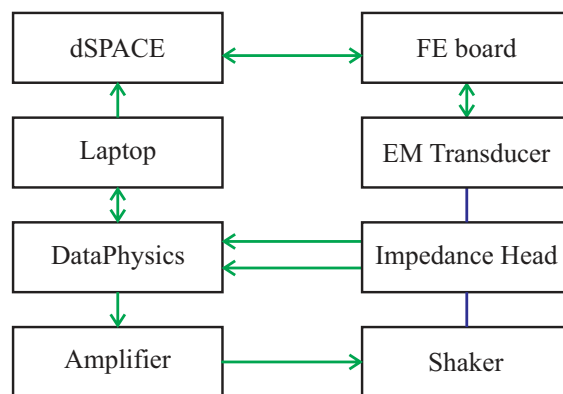 dSPACE
FE board
Laptop
EM Transducer
DataPhysics
Impedance Head
Amplifier
Shaker